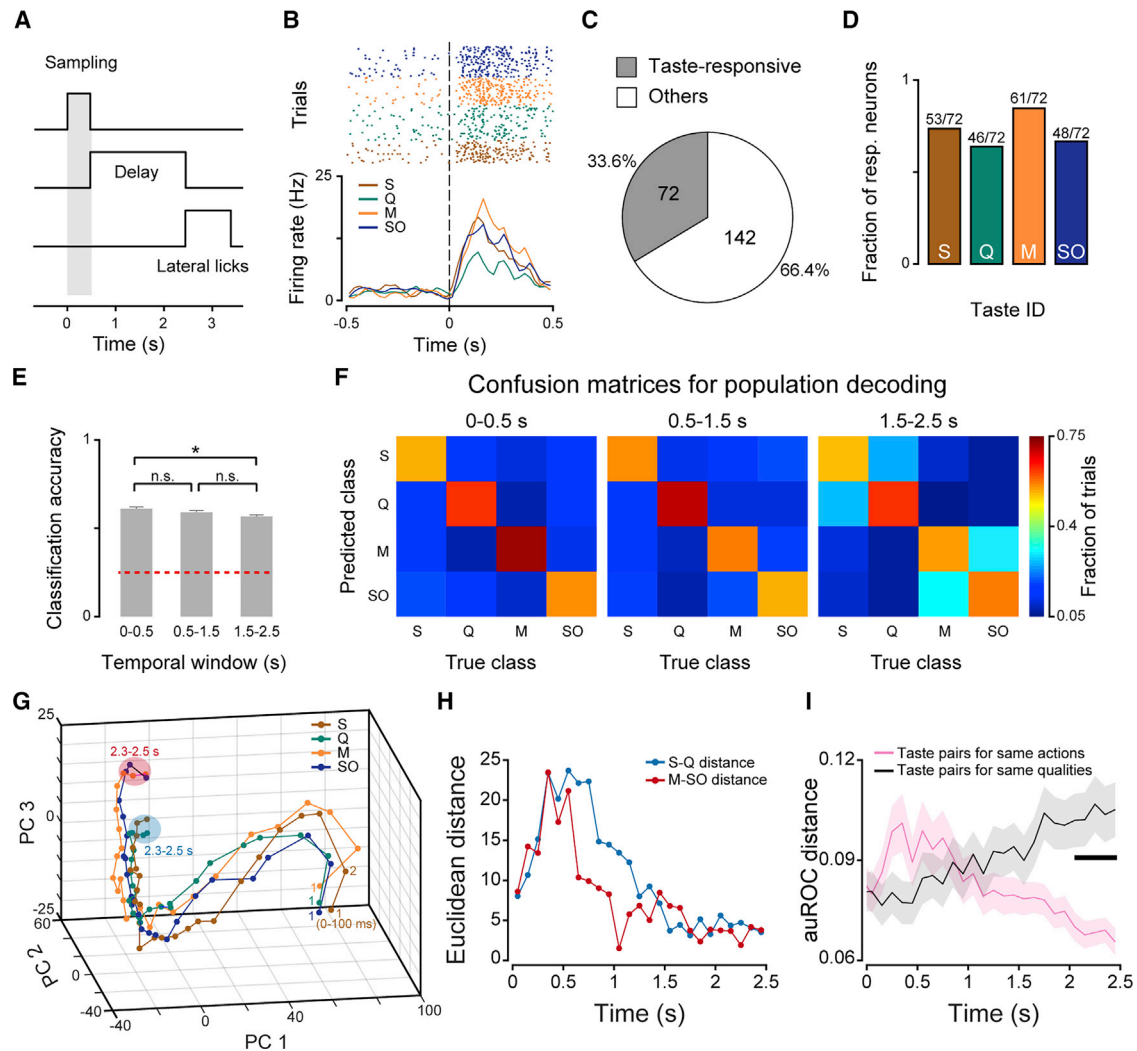 A
Sampling
Delay
Lateral licks
0 1 2 3
Time (s)
B
Trials
25
S
Q
M
SO
Firing rate (Hz)
0
-0.5 0 0.5
Time (s)
C
Taste-responsive
Others
33.6%
72
142
66.4%
D
1
Fraction of resp. neurons
53/72 46/72 61/72 48/72
S Q M SO
0
Taste ID
E
1
Classification accuracy
*
n.s. n.s.
0
0-0.5 0.5-1.5 1.5-2.5
Temporal window (s)
F
Confusion matrices for population decoding
0-0.5 s 0.5-1.5 s 1.5-2.5 s
Predicted class
S
Q
M
SO
S Q M SO S Q M SO S Q M SO
True class True class True class
0.75
0.4
0.05
Fraction of trials
G
25
0
-25
PC 3
60
0
-40
PC 2
-40 0 40 100
PC 1
S
Q
M
SO
2.3-2.5 s
2.3-2.5 s
2
1
1
1 1
(0-100 ms)
H
Euclidean distance
25
20
15
10
5
0
S-Q distance
M-SO distance
0 0.5 1 1.5 2 2.5
Time (s)
I
auROC distance
0.12
0.09
0.06
Taste pairs for same actions
Taste pairs for same qualities
0 0.5 1 1.5 2 2.5
Time (s)